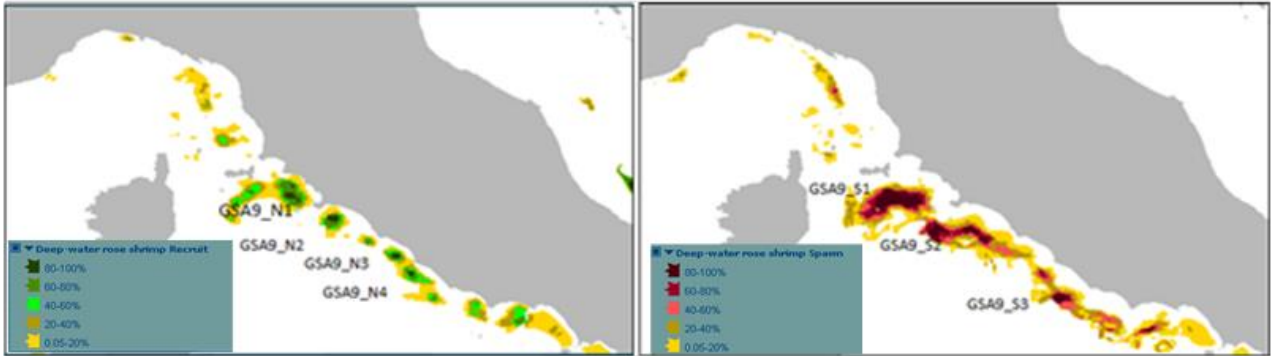 GSA9_N1
GSA9_N2
GSA9_N3
GSA9_N4
Deep-water rose shrimp Recruit
80-100%
60-80%
40-60%
20-40%
0.05-20%
GSA9_S1
GSA9_S2
GSA9_S3
Deep-water rose shrimp Spawn
80-100%
60-80%
40-60%
20-40%
0.05-20%